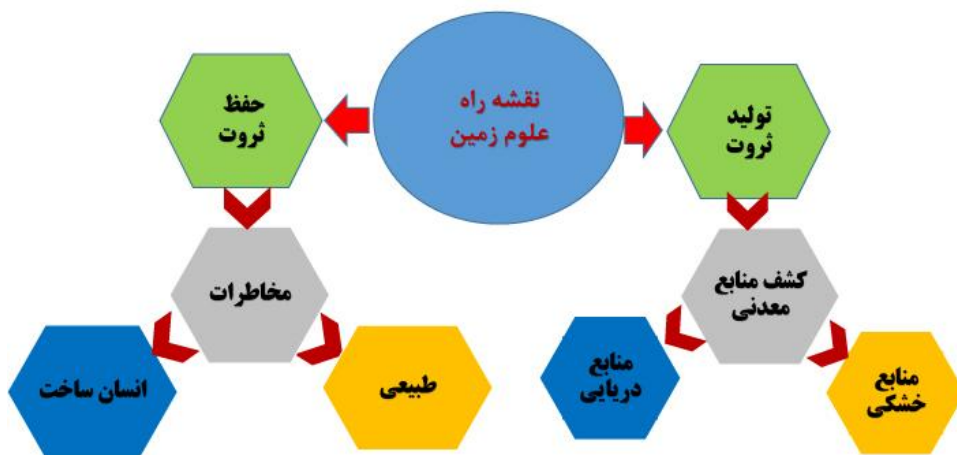 نقشه راه
علوم زمین
تولید
ثروت
حفظ
ثروت
کشف منابع
معدنی
مخاطرات
منابع
خشکی
منابع
دریایی
طبیعی
انسان ساخت